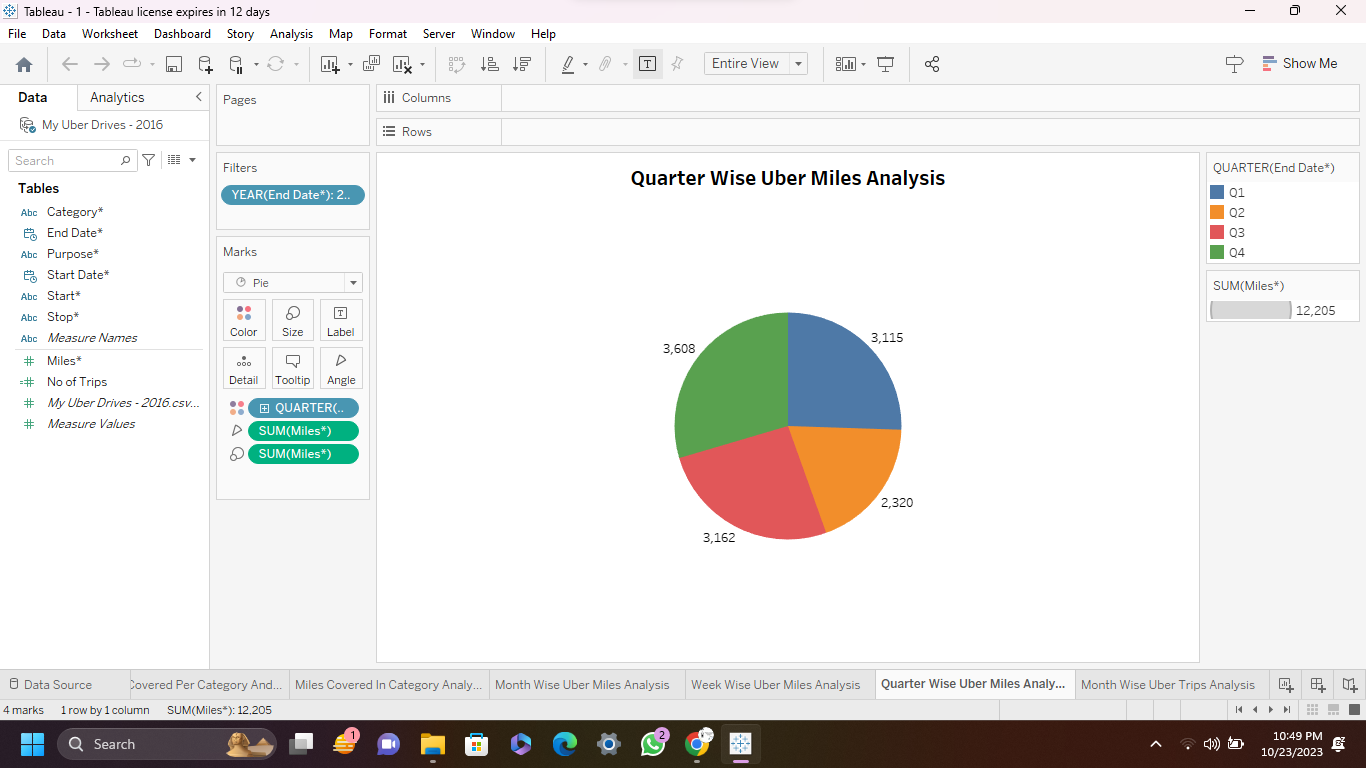 Tableau - 1 - Tableau license expires in 12 days
File Data Worksheet Dashboard Story Analysis Map Format Server Window Help
Entire View
Show Me
Data Analytics
My Uber Drives - 2016
Search
Tables
Abc Category*
End Date*
Abc Purpose*
Start Date*
Abc Start*
Abc Stop*
Abc Measure Names
Miles*
No of Trips
My Uber Drives - 2016.csv...
Measure Values
Pages
Filters
YEAR(End Date*): 2..
Marks
Pie
Color Size Label
Detail Tooltip Angle
QUARTER(..
SUM(Miles*)
SUM(Miles*)
Columns
Rows
Quarter Wise Uber Miles Analysis
3,115
3,608
2,320
3,162
QUARTER(End Date*)
Q1
Q2
Q3
Q4
SUM(Miles*)
12,205
Data Source Covered Per Category And... Miles Covered In Category Analy... Month Wise Uber Miles Analysis Week Wise Uber Miles Analysis Quarter Wise Uber Miles Analy... Month Wise Uber Trips Analysis
4 marks 1 row by 1 column SUM(Miles*): 12,205
Search
1
2
10:49 PM
10/23/2023